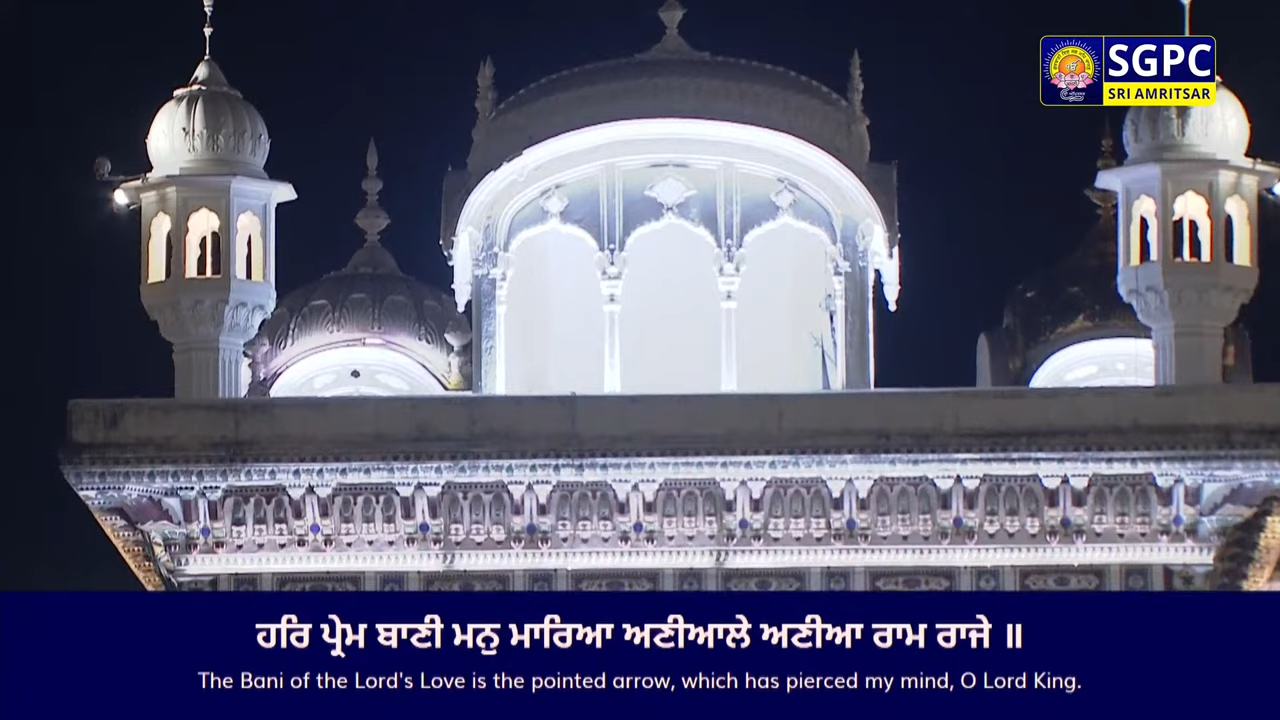 SGPC
SRI AMRITSAR
ਹਰਿ ਪ੍ਰੇਮ ਬਾਣੀ ਮਨੁ ਮਾਰਿਆ ਅਣੀਆਲੇ ਅਣੀਆ ਰਾਮ ਰਾਜੇ ॥
The Bani of the Lord's Love is the pointed arrow, which has pierced my mind, O Lord King.